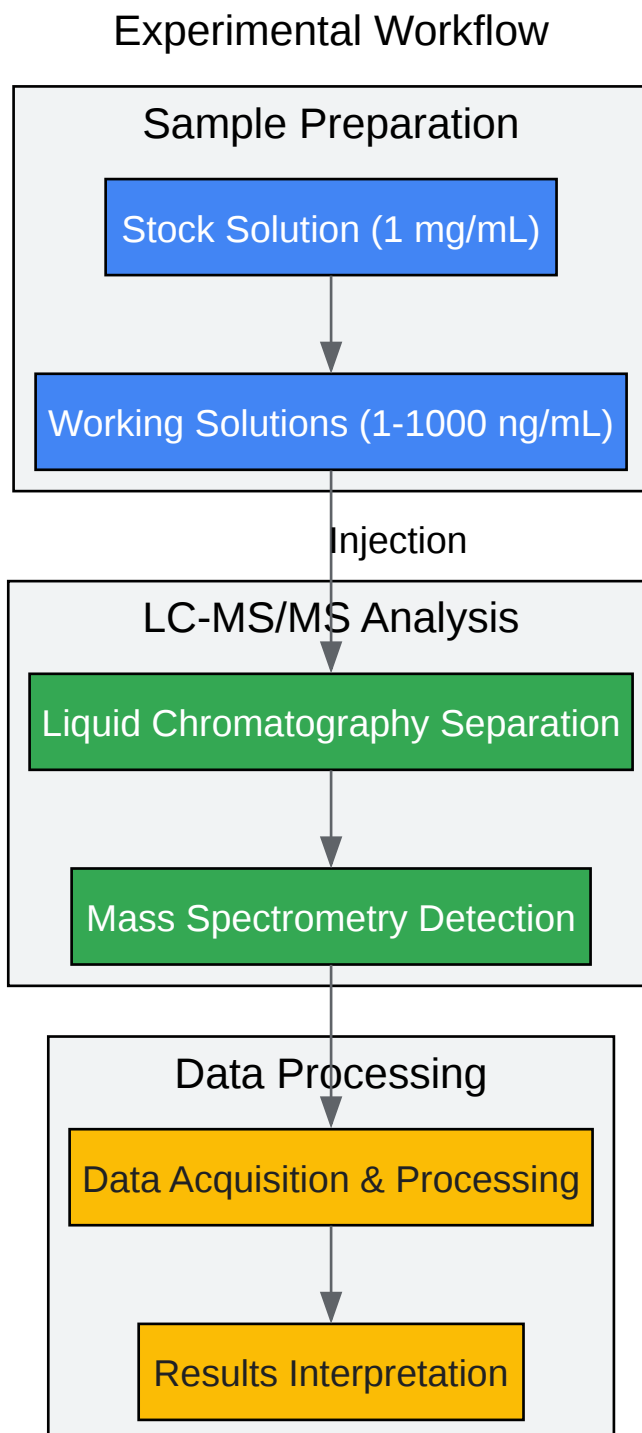 Experimental Workflow
Sample Preparation
Stock Solution (1 mg/mL)
Working Solutions (1-1000 ng/mL)
Injection
LC-MS/MS Analysis
Liquid Chromatography Separation
Mass Spectrometry Detection
Data Processing
Data Acquisition & Processing
Results Interpretation